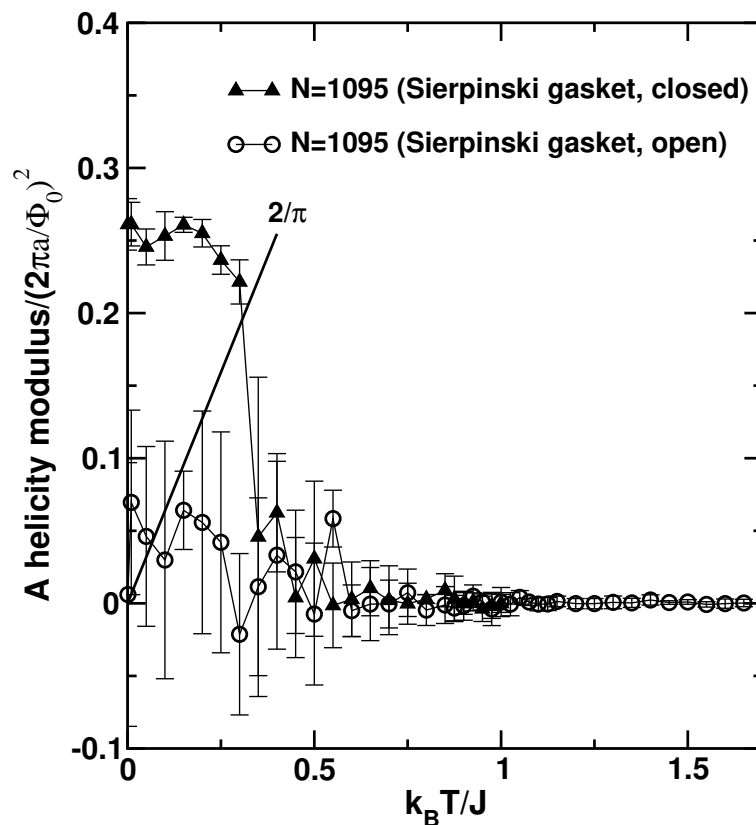 0.4
N=1095 (Sierpinski gasket, closed)
N=1095 (Sierpinski gasket, open)
0.3
2/π
0.2
0.1
0
-0.1
A helicity modulus/(2πa/Φ₀)²
0 0.5 1 1.5
k_BT/J